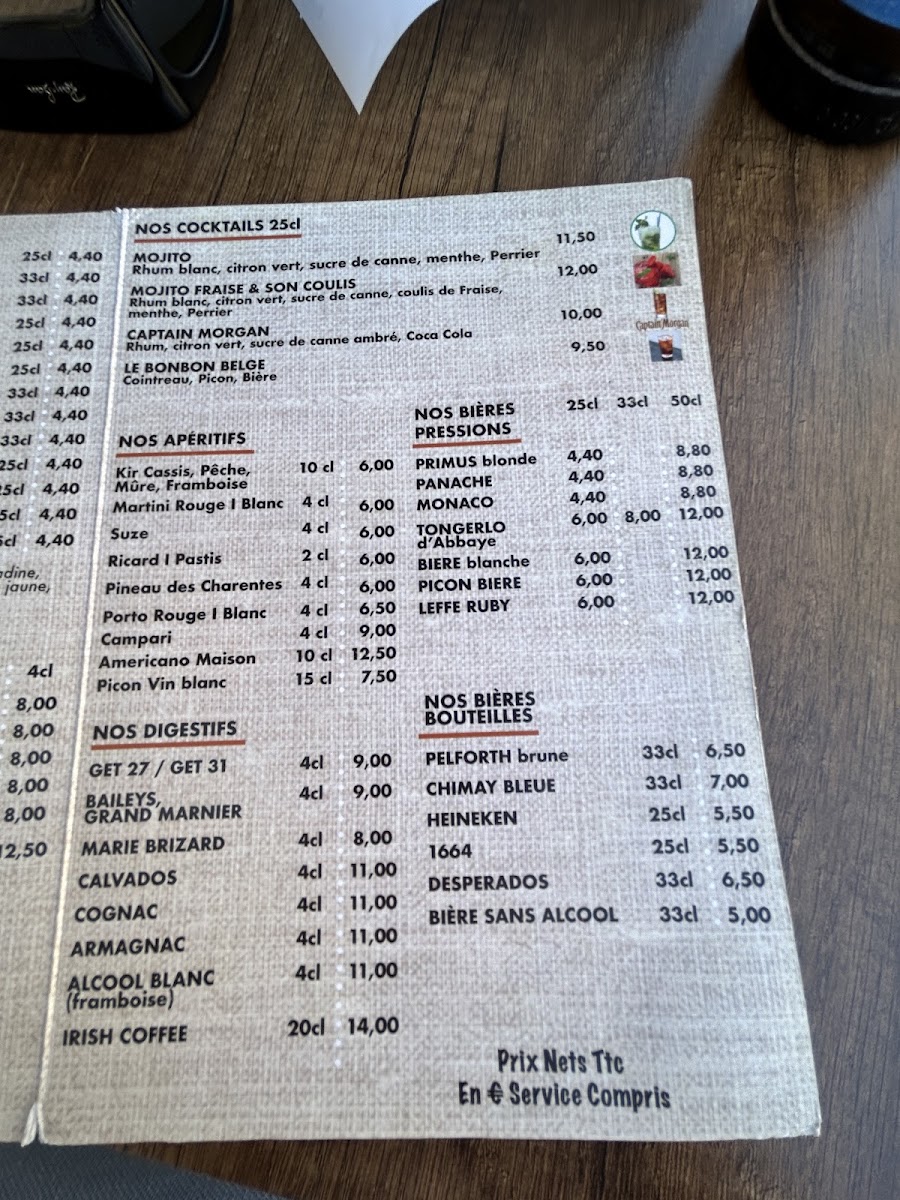 25cl 4,40
33cl 4,40
33cl 4,40
25cl 4,40
25cl 4,40
25cl 4,40
33cl 4,40
33cl 4,40
33cl 4,40
25cl 4,40
25cl 4,40
5cl 4,40
5cl 4,40
jaune,
4cl
8,00
8,00
8,00
8,00
8,00
12,50
NOS COCKTAILS 25cl
MOJITO 11,50
Rhum blanc, citron vert, sucre de canne, menthe, Perrier
MOJITO FRAISE & SON COULIS 12,00
Rhum blanc, citron vert, sucre de canne, coulis de Fraise,
menthe, Perrier
CAPTAIN MORGAN 10,00
Rhum, citron vert, sucre de canne ambré, Coca Cola
LE BONBON BELGE 9,50
Cointreau, Picon, Bière
Captain Morgan
NOS APÉRITIFS
Kir Cassis, Pêche, 10 cl 6,00
Mûre, Framboise
Martini Rouge I Blanc 4 cl 6,00
Suze 4 cl 6,00
Ricard I Pastis 2 cl 6,00
Pineau des Charentes 4 cl 6,00
Porto Rouge I Blanc 4 cl 6,50
Campari 4 cl 9,00
Americano Maison 10 cl 12,50
Picon Vin blanc 15 cl 7,50
NOS DIGESTIFS
GET 27 / GET 31 4cl 9,00
BAILEYS, 4cl 9,00
GRAND MARNIER
MARIE BRIZARD 4cl 8,00
CALVADOS 4cl 11,00
COGNAC 4cl 11,00
ARMAGNAC 4cl 11,00
ALCOOL BLANC 4cl 11,00
(framboise)
IRISH COFFEE 20cl 14,00
NOS BIÈRES 25cl 33cl 50cl
PRESSIONS
PRIMUS blonde 4,40 8,80
PANACHE 4,40 8,80
MONACO 4,40 8,80
TONGERLO 6,00 8,00 12,00
d'Abbaye
BIERE blanche 6,00 12,00
PICON BIERE 6,00 12,00
LEFFE RUBY 6,00 12,00
NOS BIÈRES
BOUTEILLES
PELFORTH brune 33cl 6,50
CHIMAY BLEUE 33cl 7,00
HEINEKEN 25cl 5,50
1664 25cl 5,50
DESPERADOS 33cl 6,50
BIÈRE SANS ALCOOL 33cl 5,00
Prix Nets Ttc
En € Service Compris